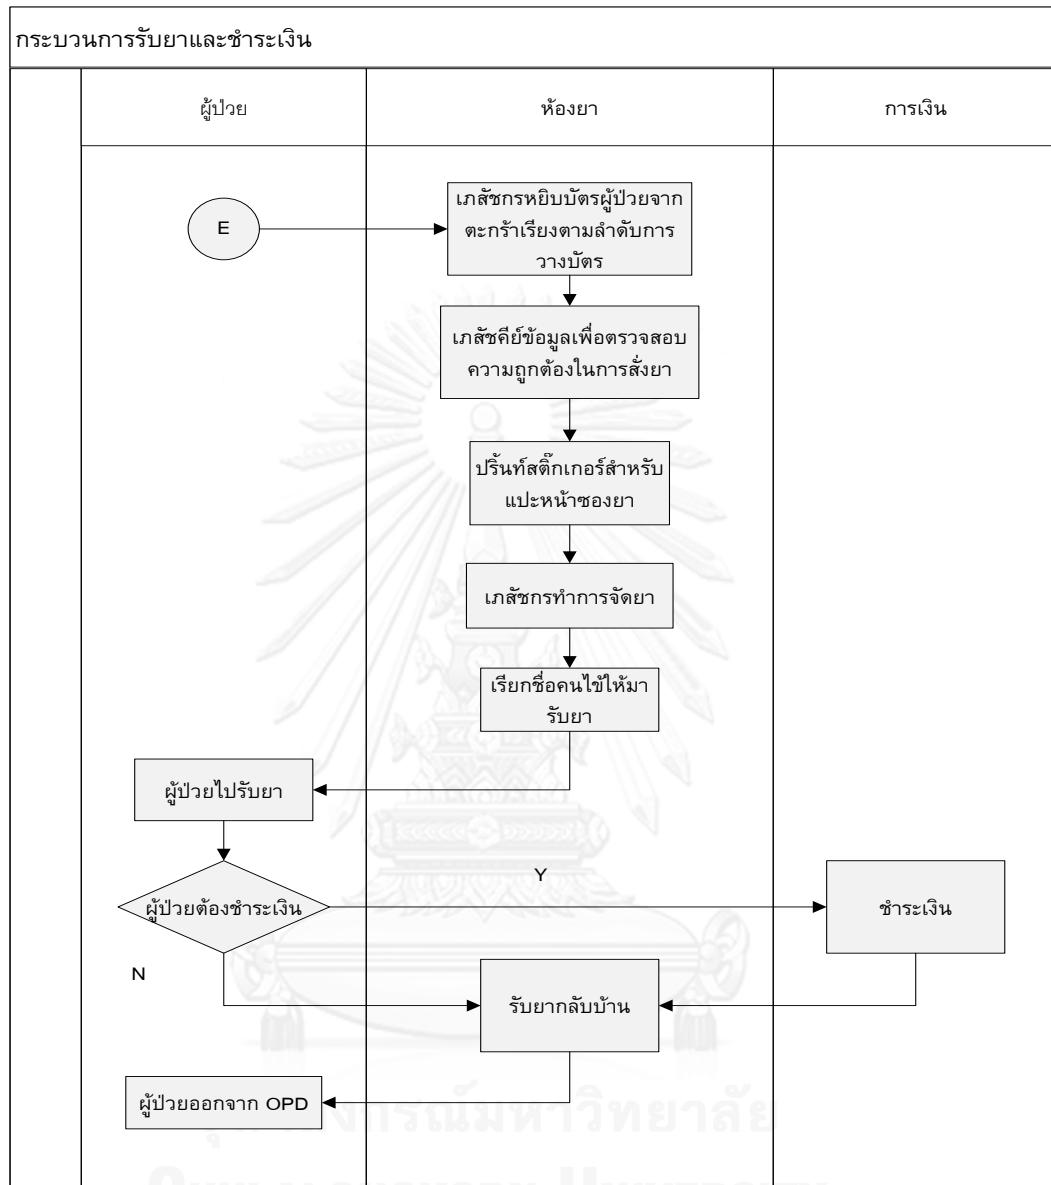 กระบวนการรับยาและชำระเงิน
ผู้ป่วย
ห้องยา
การเงิน
E
เภสัชกรหยิบบัตรผู้ป่วยจาก
ตะกร้าเรียงตามลำดับการ
วางบัตร
เภสัชคีย์ข้อมูลเพื่อตรวจสอบ
ความถูกต้องในการสั่งยา
ปริ้นท์สติ๊กเกอร์สำหรับ
แปะหน้าซองยา
เภสัชกรทำการจัดยา
เรียกชื่อคนไข้ให้มา
รับยา
ผู้ป่วยไปรับยา
ผู้ป่วยต้องชำระเงิน
Y
ชำระเงิน
N
รับยากลับบ้าน
ผู้ป่วยออกจาก OPD